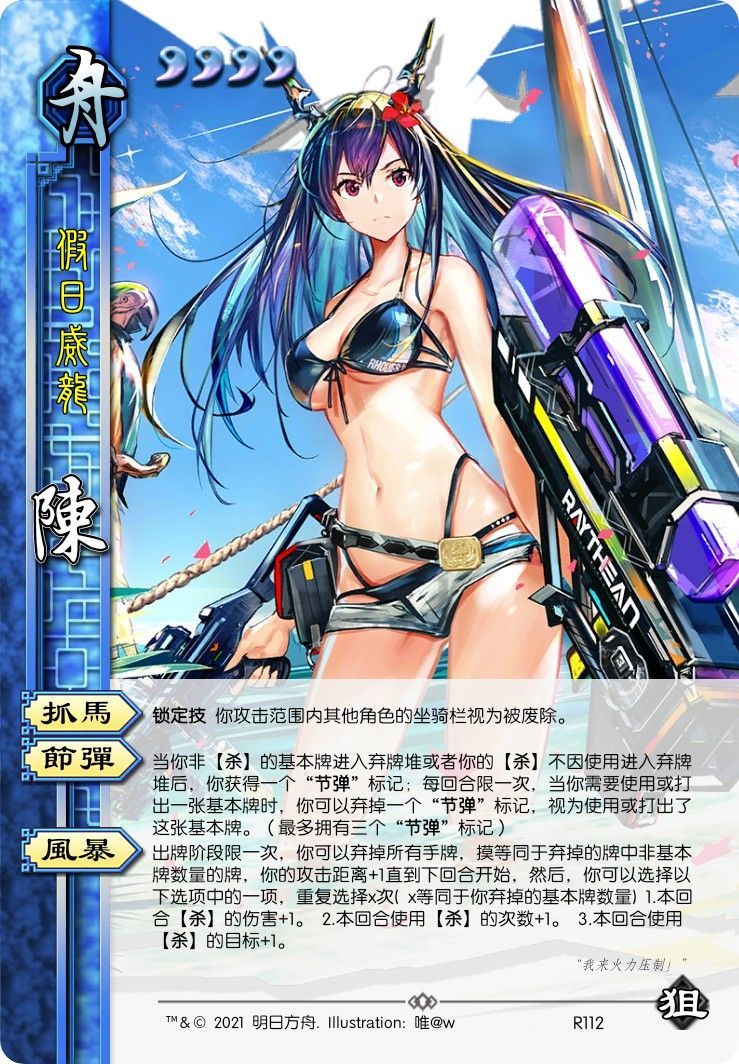 舟
假日威龍
陳
RHODES I
RAYTHEAN
抓馬
锁定技 你攻击范围内其他角色的坐骑栏视为被废除。
節彈
当你非【杀】的基本牌进入弃牌堆或者你的【杀】不因使用进入弃牌
堆后，你获得一个“节弹”标记；每回合限一次，当你需要使用或打
出一张基本牌时，你可以弃掉一个“节弹”标记，视为使用或打出了
这张基本牌。（最多拥有三个“节弹”标记）
風暴
出牌阶段限一次，你可以弃掉所有手牌，摸等同于弃掉的牌中非基本
牌数量的牌，你的攻击距离+1直到下回合开始，然后，你可以选择以
下选项中的一项，重复选择x次( x等同于你弃掉的基本牌数量) 1.本回
合【杀】的伤害+1。 2.本回合使用【杀】的次数+1。 3.本回合使用
【杀】的目标+1。
“我来火力压制！”
狙
™&© 2021 明日方舟. Illustration: 唯@w R112